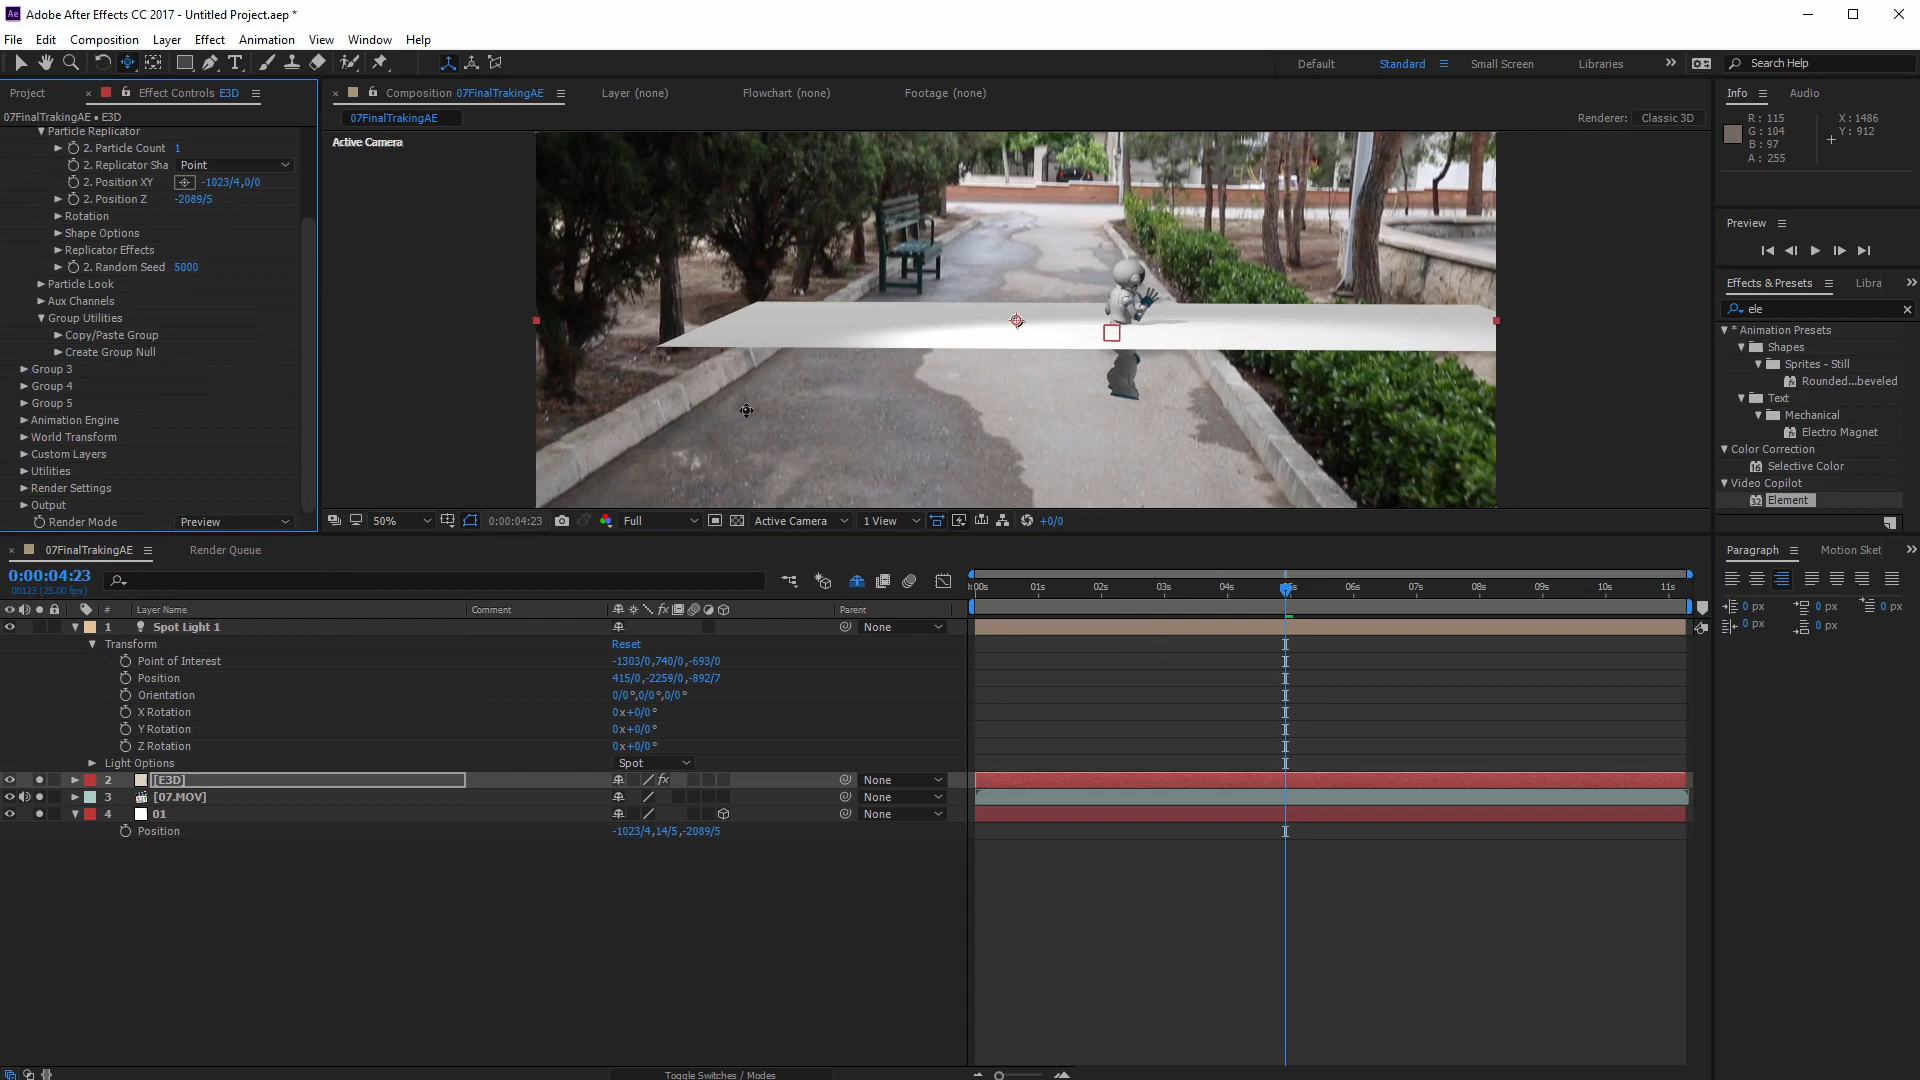 Adobe After Effects CC 2017 - Untitled Project.aep *
File Edit Composition Layer Effect Animation View Window Help
Default Standard Small Screen Libraries Search Help
Project Effect Controls E3D
07FinalTrakingAE • E3D
Particle Replicator
2. Particle Count 1
2. Replicator Sha Point
2. Position XY -1023/4,0/0
2. Position Z -2089/5
Rotation
Shape Options
Replicator Effects
2. Random Seed 5000
Particle Look
Aux Channels
Group Utilities
Copy/Paste Group
Create Group Null
Group 3
Group 4
Group 5
Animation Engine
World Transform
Custom Layers
Utilities
Render Settings
Output
Render Mode Preview
Composition 07FinalTrakingAE Layer (none) Flowchart (none) Footage (none)
07FinalTrakingAE Renderer: Classic 3D
Active Camera
50% 0:00:04:23 Full Active Camera 1 View +0/0
Info Audio
R: 115 X: 1486
G: 104 Y: 912
B: 97
A: 255
Preview
Effects & Presets Libra
ele
* Animation Presets
Shapes
Sprites - Still
Rounded...beveled
Text
Mechanical
Electro Magnet
Color Correction
16 Selective Color
Video Copilot
32 Element
Paragraph Motion Sket
0 px 0 px 0 px
0 px 0 px
07FinalTrakingAE Render Queue
0:00:04:23
00123 (25.00 fps)
:00s 01s 02s 03s 04s 06s 07s 08s 09s 10s 11s
# Layer Name Comment Parent
1 Spot Light 1 None
Transform Reset
Point of Interest -1303/0,740/0,-693/0
Position 415/0,-2259/0,-892/7
Orientation 0/0°,0/0°,0/0°
X Rotation 0x+0/0°
Y Rotation 0x+0/0°
Z Rotation 0x+0/0°
Light Options Spot
2 [E3D] None
3 [07.MOV] None
4 01 None
Position -1023/4,14/5,-2089/5
Toggle Switches / Modes